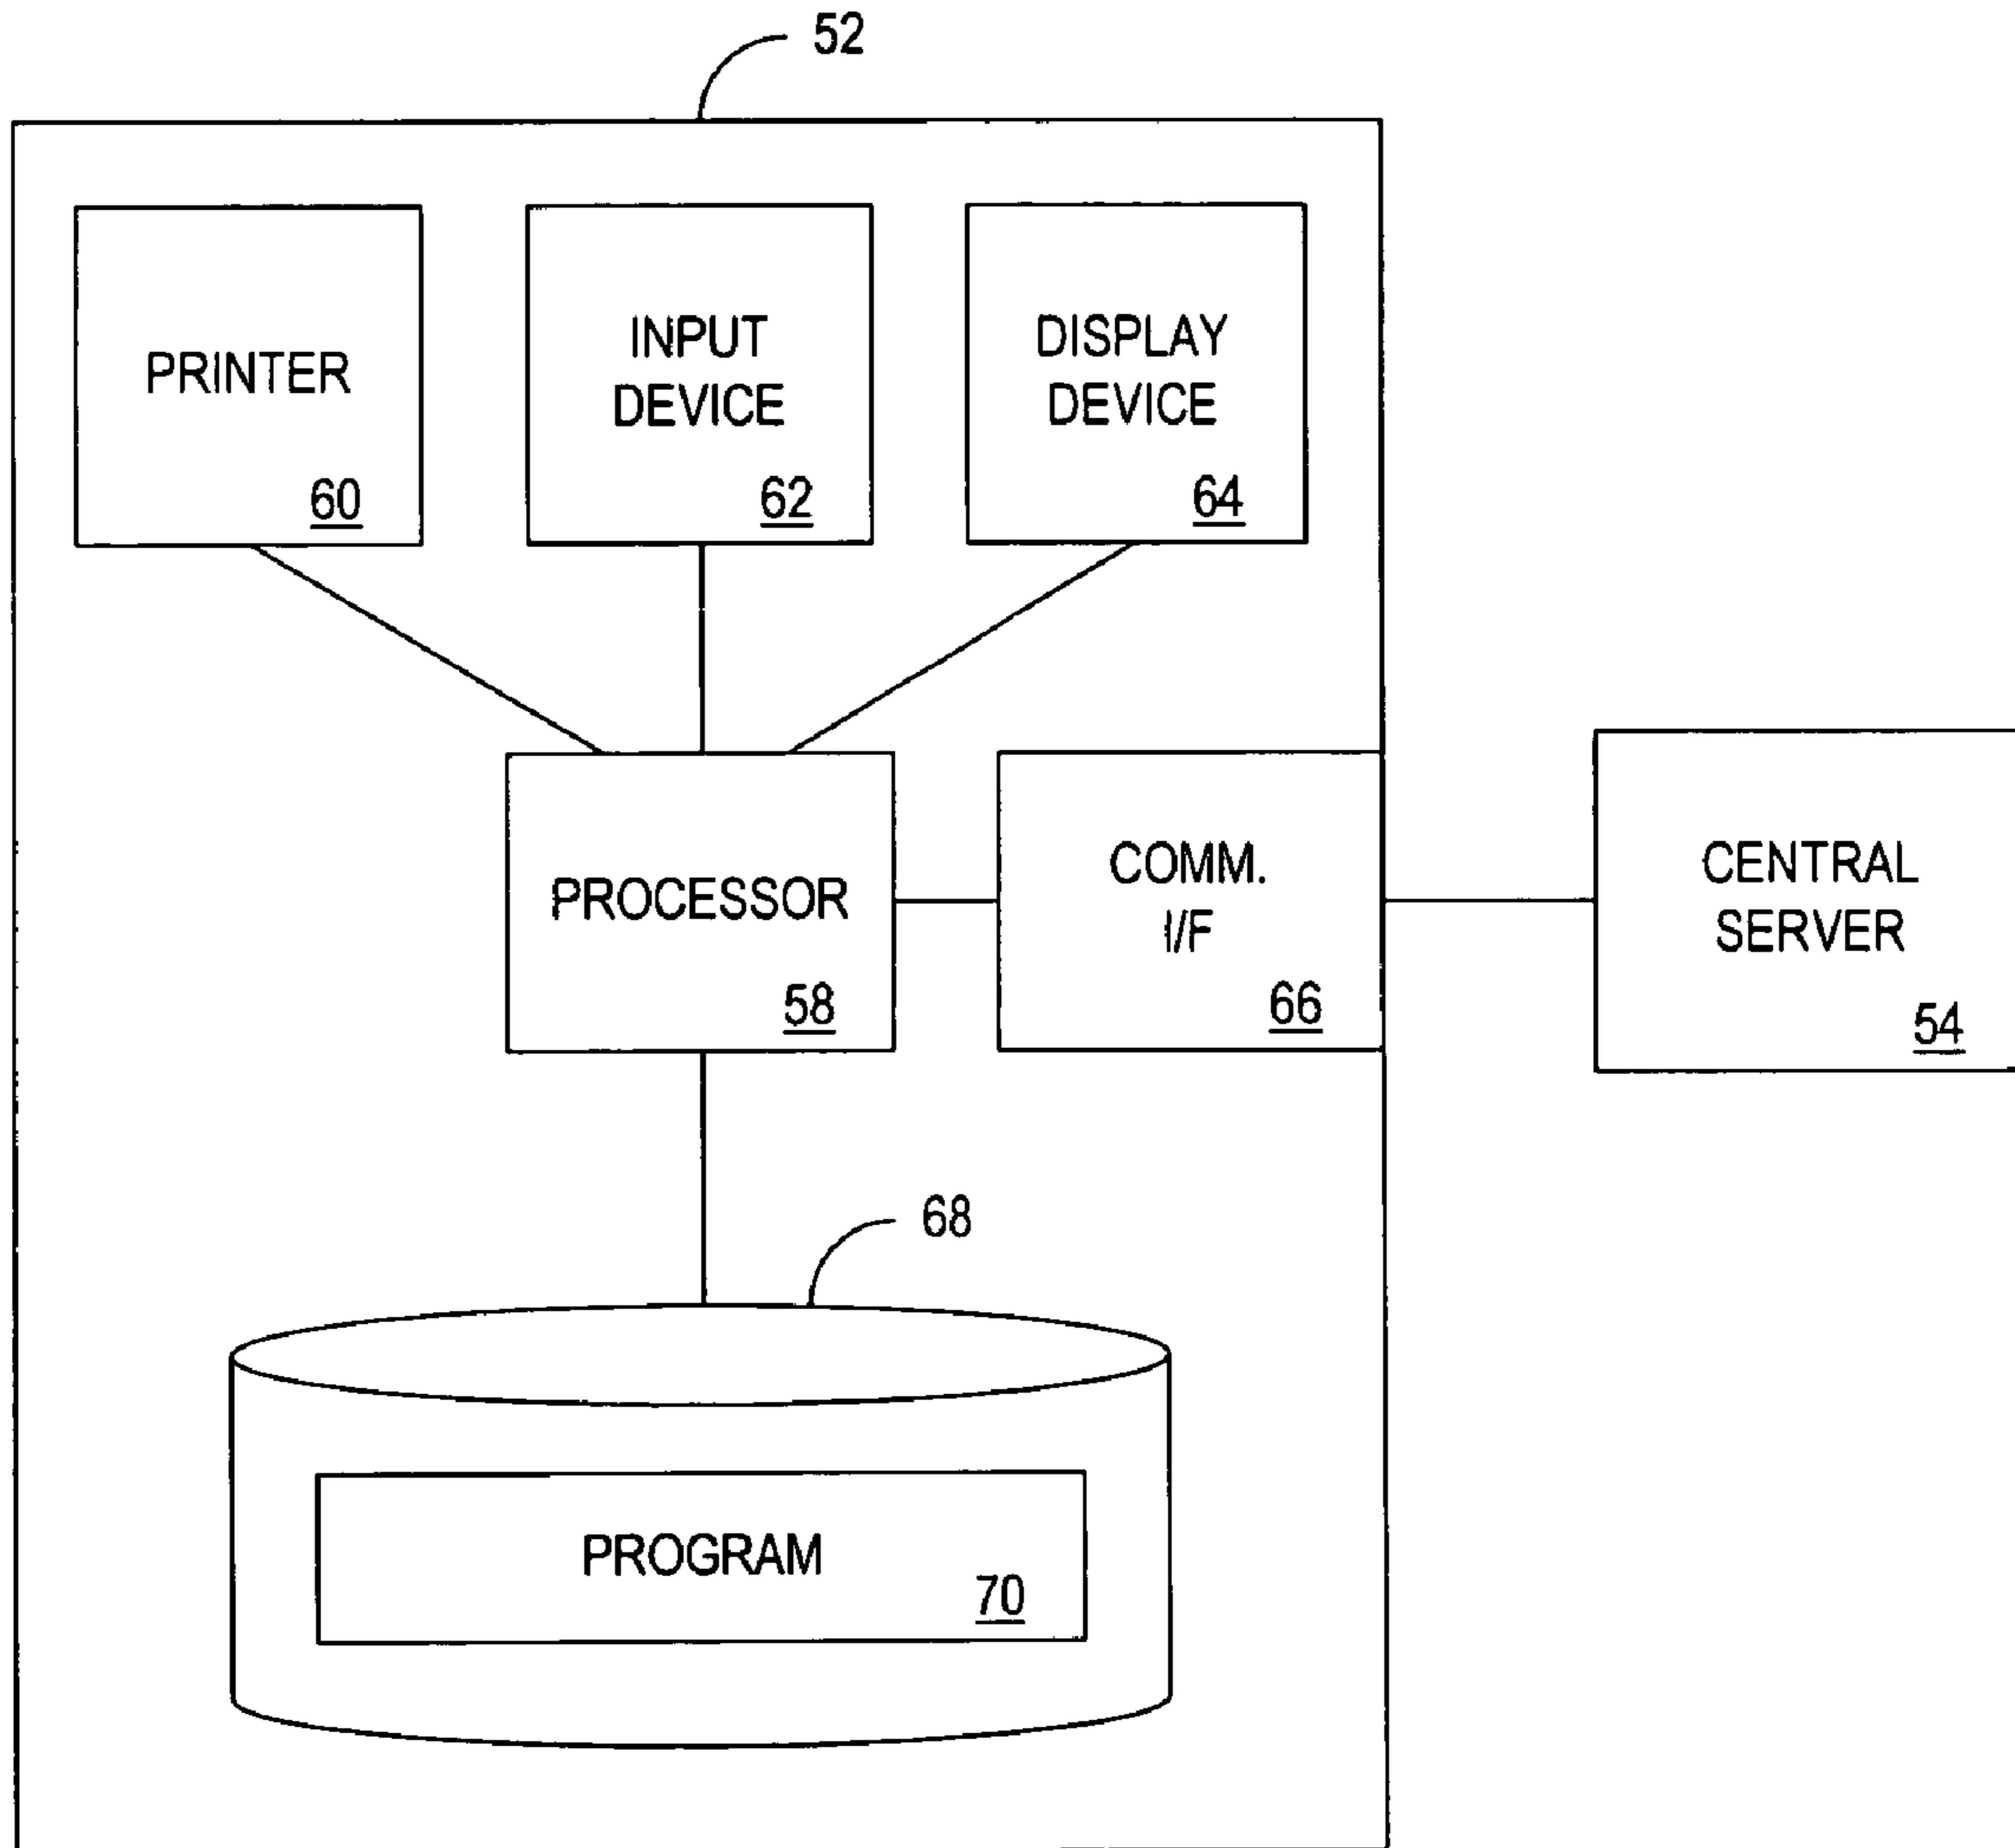 52
PRINTER
60
INPUT
DEVICE
62
DISPLAY
DEVICE
64
PROCESSOR
58
COMM.
I/F
66
CENTRAL
SERVER
54
68
PROGRAM
70